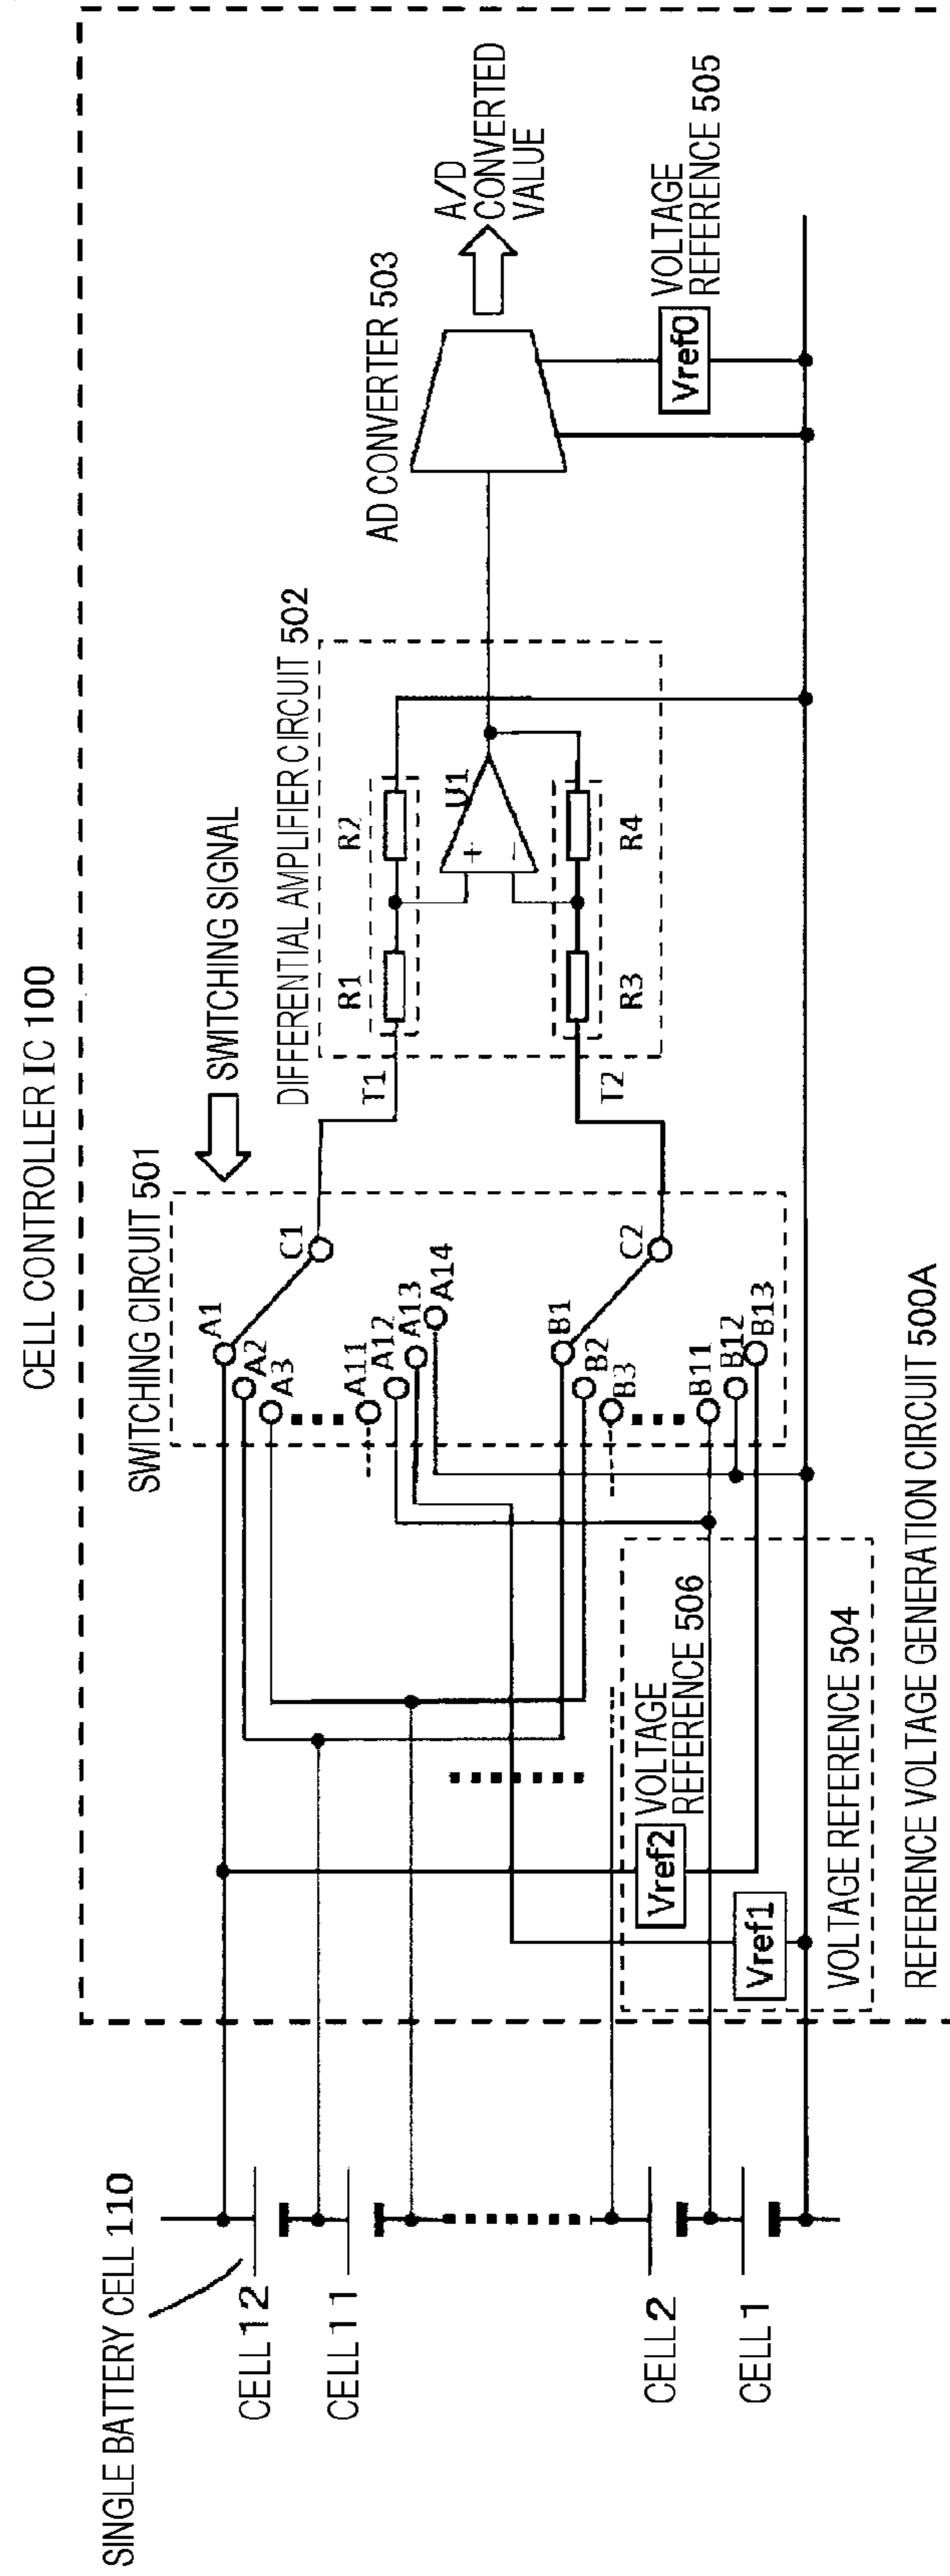 CELL CONTROLLER IC 100
SINGLE BATTERY CELL 110
CELL 12
CELL 11
CELL 2
CELL 1
SWITCHING CIRCUIT 501
SWITCHING SIGNAL
A1
A2
A3
A11
A12
A13
A14
C1
B1
B2
B3
B11
B12
B13
C2
T1
T2
DIFFERENTIAL AMPLIFIER CIRCUIT 502
R1
R2
U1
+
−
R3
R4
AD CONVERTER 503
A/D
CONVERTED
VALUE
Vref0
VOLTAGE
REFERENCE 505
Vref2
VOLTAGE
REFERENCE 506
Vref1
VOLTAGE REFERENCE 504
REFERENCE VOLTAGE GENERATION CIRCUIT 500A